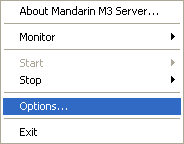 About Mandarin M3 Server...
Monitor
Start
Stop
Options...
Exit